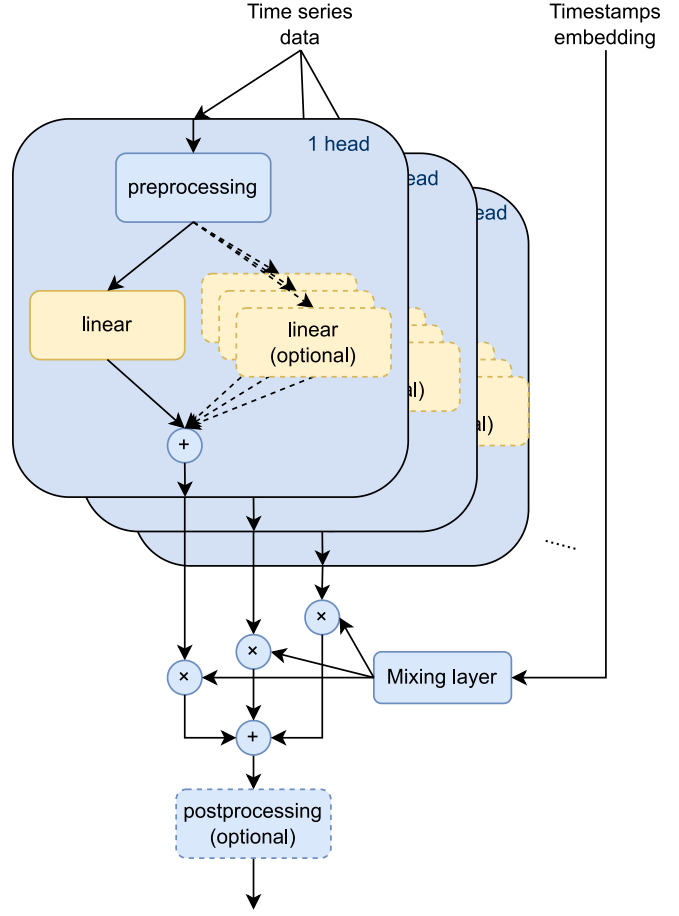 Time series
data
Timestamps
embedding
1 head
ead
ead
preprocessing
linear
linear
(optional)
al)
al)
+
×
×
×
Mixing layer
+
postprocessing
(optional)
......